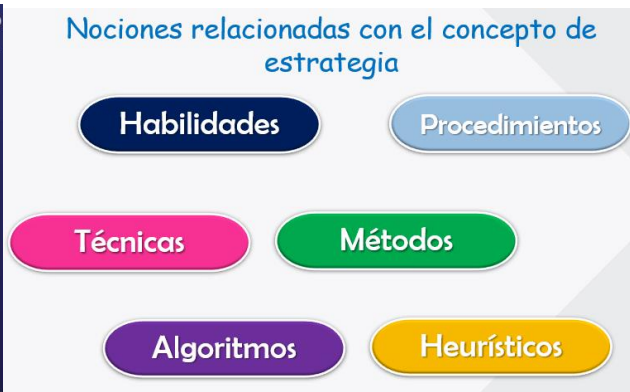 Nociones relacionadas con el concepto de
estrategia
Habilidades
Procedimientos
Técnicas
Métodos
Algoritmos
Heurísticos